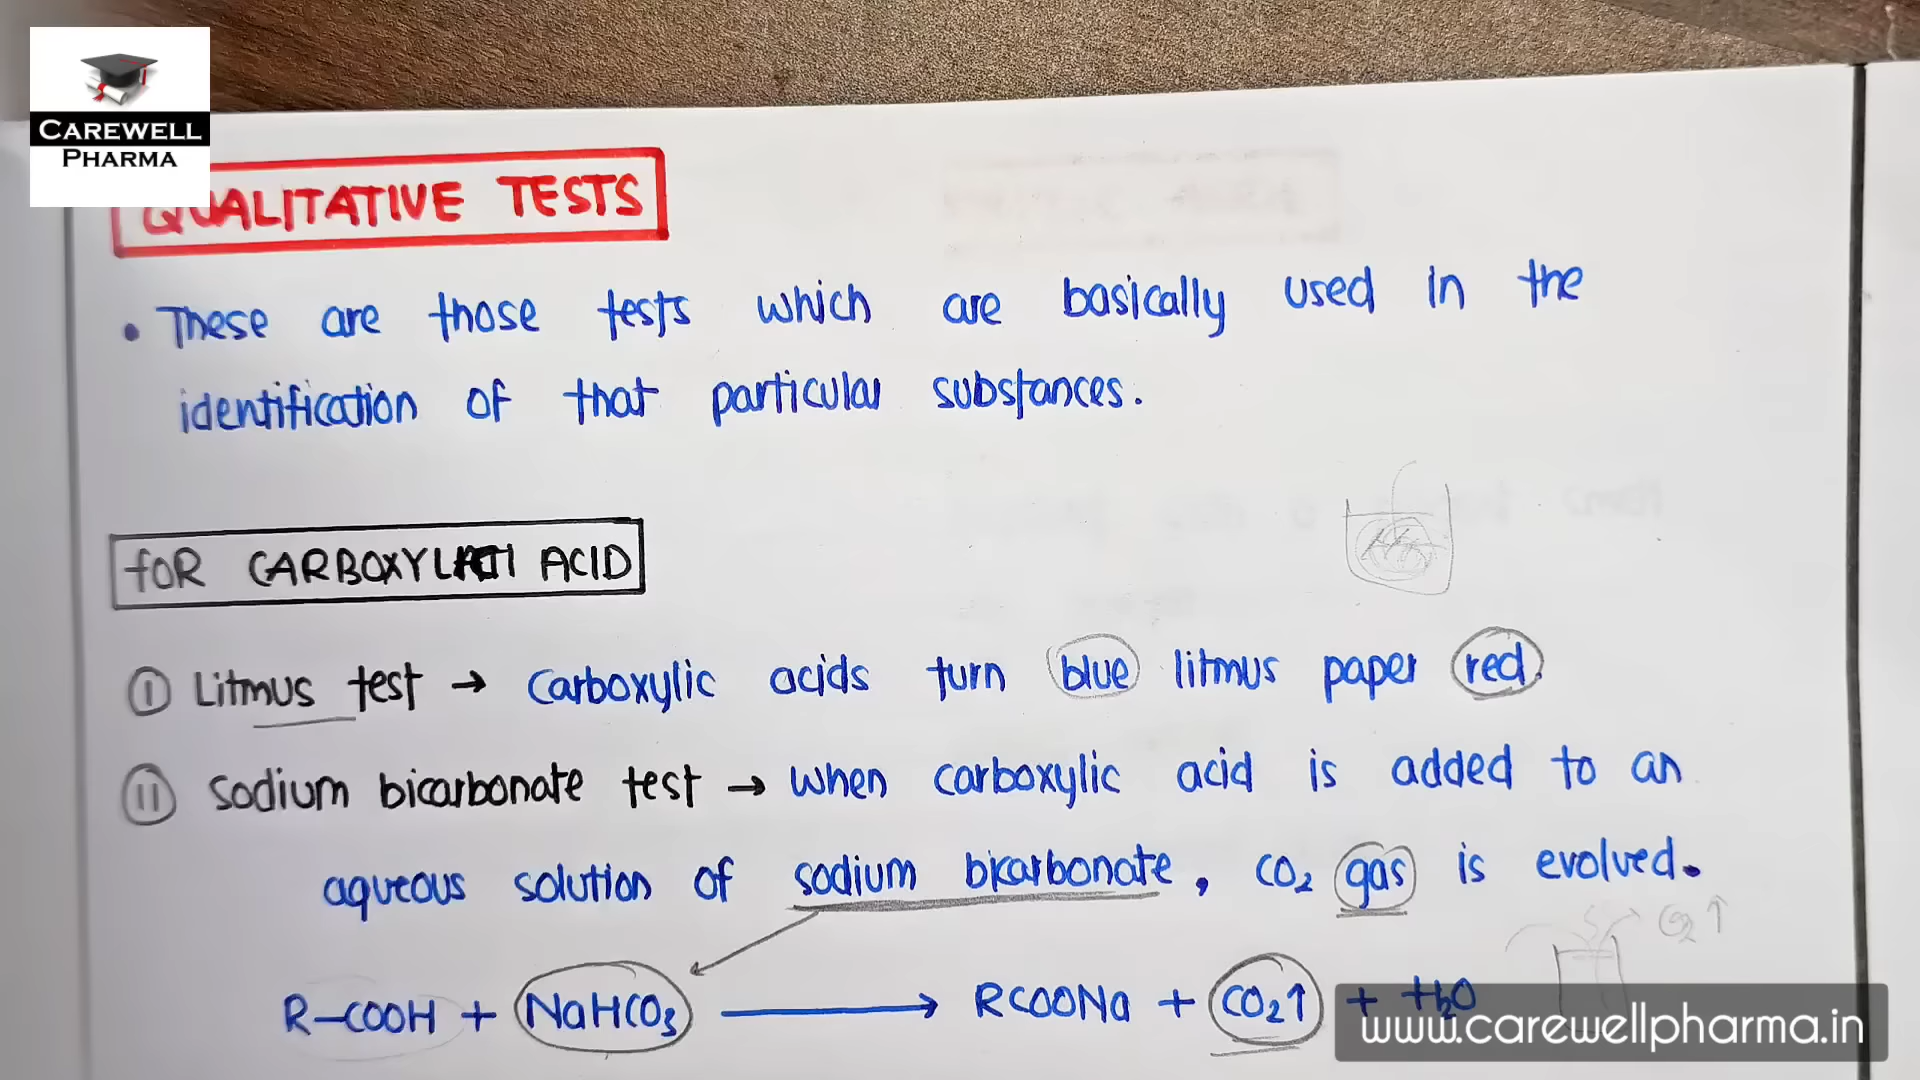 CAREWELL
PHARMA
QUALITATIVE TESTS
• These are those tests which are basically used in the
identification of that particular substances.
for CARBOXYL ACID
(I) Litmus test → Carboxylic acids turn blue litmus paper red.
(II) Sodium bicarbonate test → When carboxylic acid is added to an
aqueous solution of sodium bicarbonate, CO₂ gas is evolved.
CO₂↑
R-COOH + NaHCO₃ ⟶ RCOONa + CO₂↑ + H₂O
www.carewellpharma.in